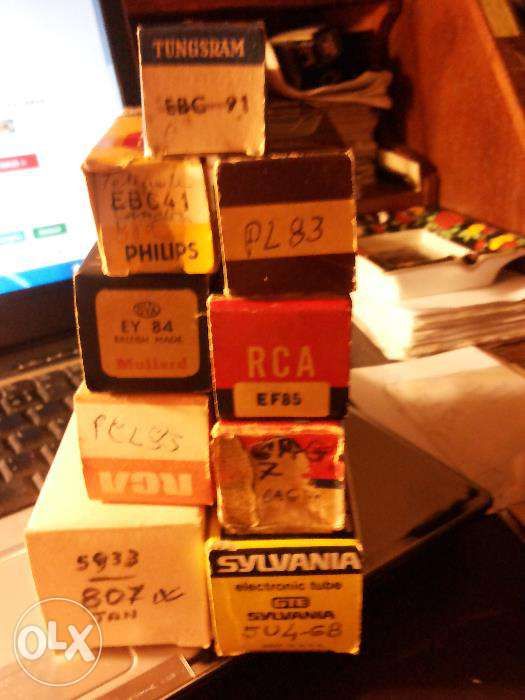 TUNGSRAM
EBC-91
EBC41
PHILIPS
PL83
EY 84
BRITISH MADE
Mullard
RCA
EF85
PCL85
RCA
5933
807
JAN
SYLVANIA
electronic tube
GTE
SYLVANIA
5U4-GB
OLX